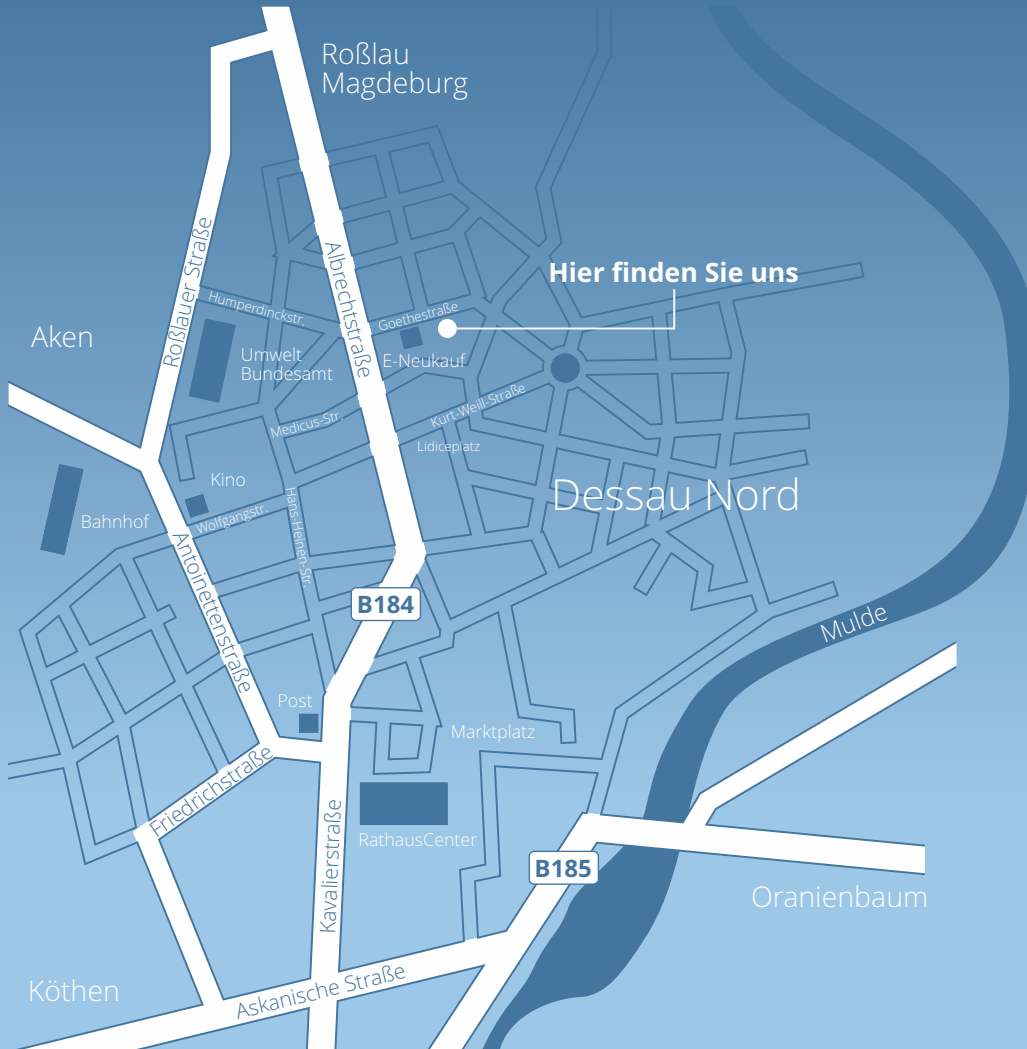 Roßlau
Magdeburg
Roßlauer Straße
Albrechtstraße
Hier finden Sie uns
Humperdinckstr.
Goethestraße
Aken
Umwelt
Bundesamt
E-Neukauf
Kurt-Weill-Straße
Medicus-Str.
Lidiceplatz
Kino
Dessau Nord
Bahnhof
Wolfgangstr.
Hans-Heinen-Str.
Antoinettenstraße
B184
Mulde
Post
Marktplatz
Friedrichstraße
RathausCenter
Kavalierstraße
B185
Oranienbaum
Köthen
Askanische Straße